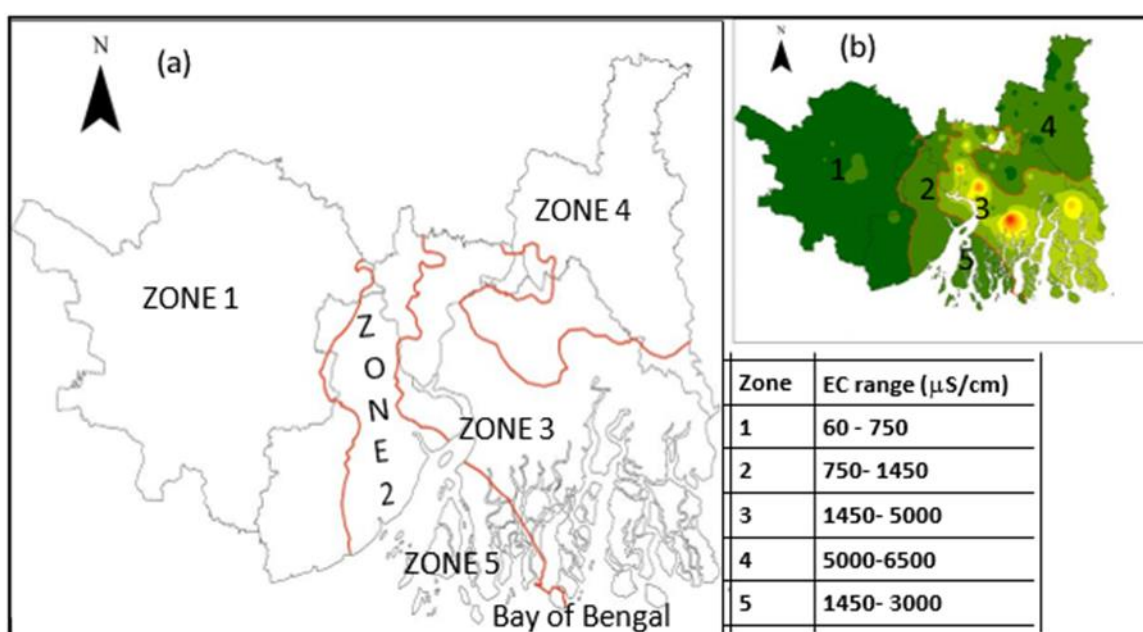 N
(a)
ZONE 4
ZONE 1
ZONE 2
ZONE 3
ZONE 5
Bay of Bengal
N
(b)
4
1
2
3
5
Zone EC range (μS/cm)
1 60 - 750
2 750- 1450
3 1450- 5000
4 5000-6500
5 1450- 3000